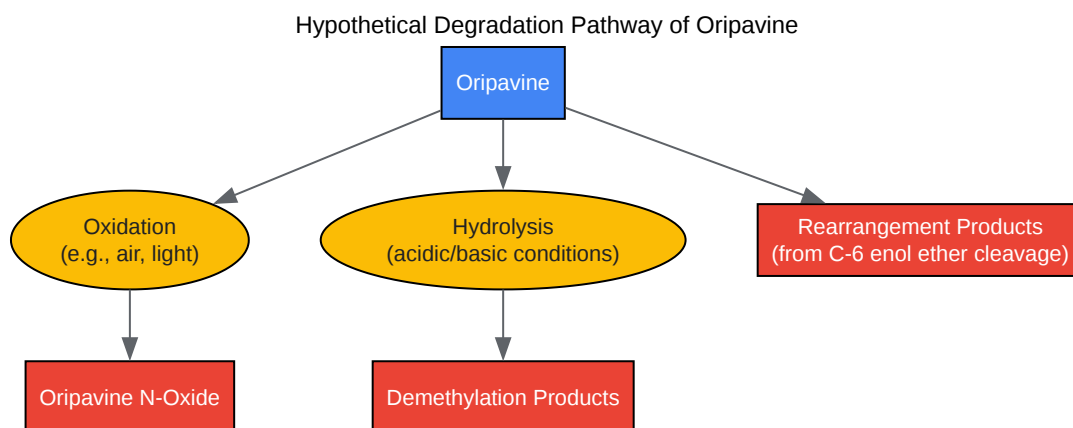 Hypothetical Degradation Pathway of Oripavine
Oripavine
Oxidation
(e.g., air, light)
Hydrolysis
(acidic/basic conditions)
Rearrangement Products
(from C-6 enol ether cleavage)
Oripavine N-Oxide
Demethylation Products